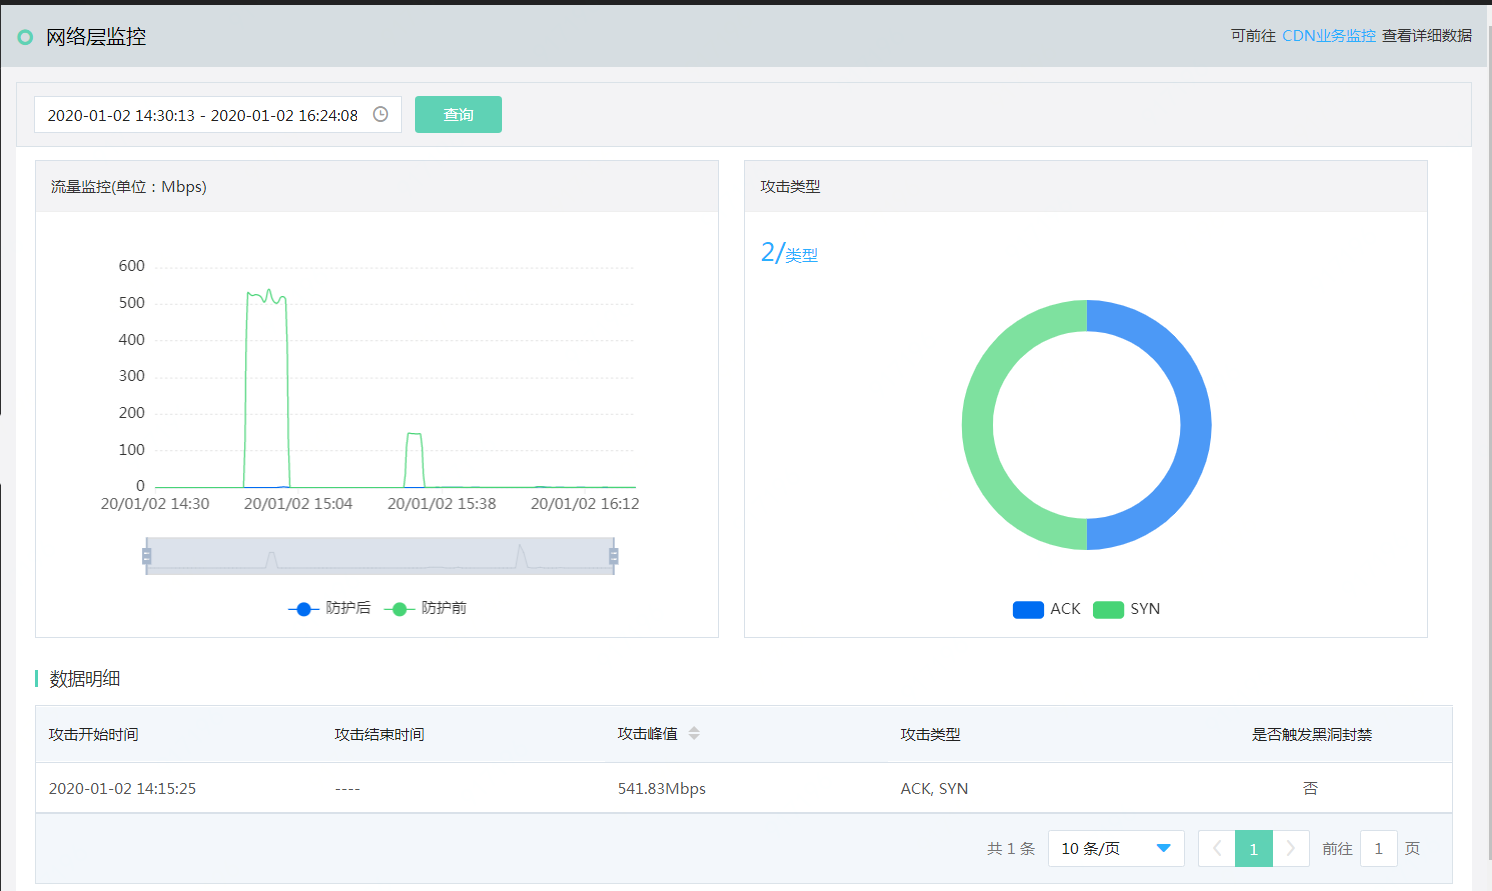 网络层监控
可前往 CDN业务监控 查看详细数据
2020-01-02 14:30:13 - 2020-01-02 16:24:08
查询
流量监控(单位：Mbps)
600
500
400
300
200
100
0
20/01/02 14:30 20/01/02 15:04 20/01/02 15:38 20/01/02 16:12
防护后 防护前
攻击类型
2/类型
ACK SYN
数据明细
攻击开始时间 攻击结束时间 攻击峰值 攻击类型 是否触发黑洞封禁
2020-01-02 14:15:25 ---- 541.83Mbps ACK, SYN 否
共 1 条 10 条/页 1 前往 1 页